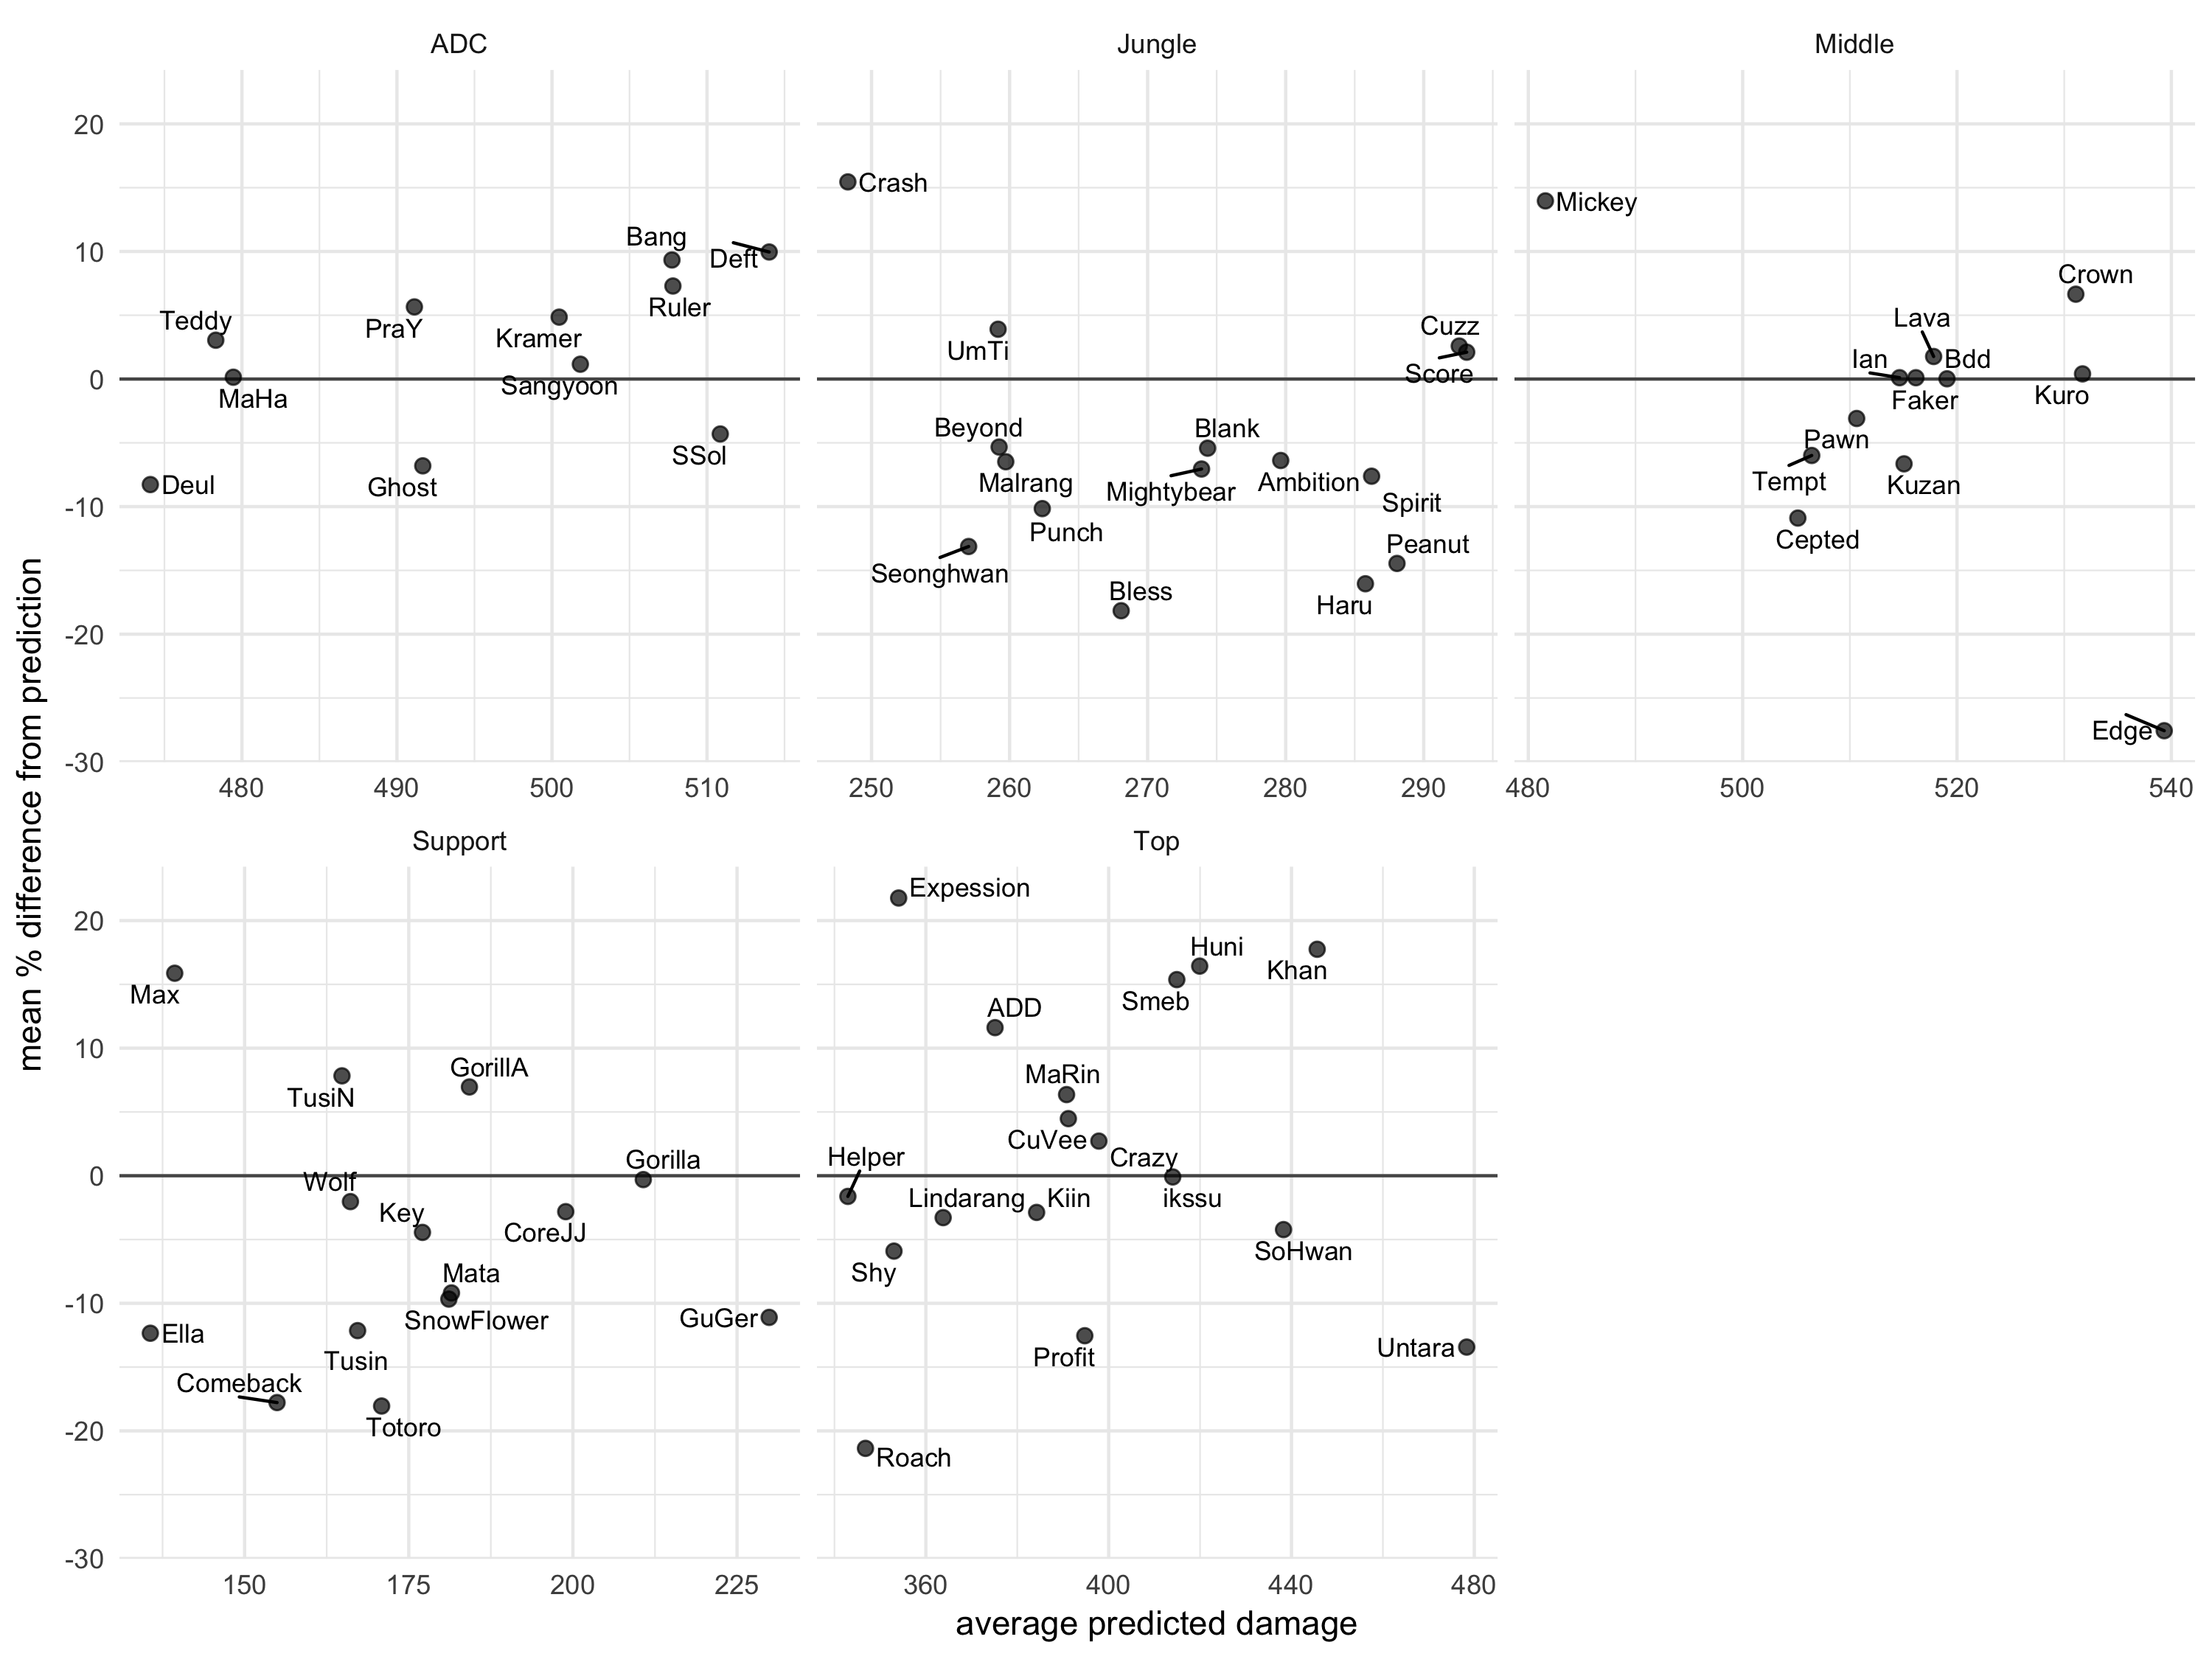 ADC
Jungle
Middle
mean % difference from prediction
20
10
0
-10
-20
-30
Bang
Deft
Ruler
Teddy
PraY
Kramer
Sangyoon
MaHa
SSol
Deul
Ghost
480
490
500
510
Crash
UmTi
Cuzz
Score
Beyond
Blank
Malrang
Mightybear
Ambition
Spirit
Punch
Peanut
Seonghwan
Bless
Haru
250
260
270
280
290
Mickey
Crown
Lava
Ian
Bdd
Faker
Kuro
Pawn
Tempt
Kuzan
Cepted
Edge
480
500
520
540
Support
Top
20
10
0
-10
-20
-30
Max
TusiN
GorillA
Gorilla
Wolf
Key
CoreJJ
Mata
SnowFlower
GuGer
Ella
Tusin
Comeback
Totoro
150
175
200
225
Expession
Huni
Khan
Smeb
ADD
MaRin
CuVee
Crazy
Helper
Lindarang
Kiin
ikssu
Shy
SoHwan
Profit
Untara
Roach
360
400
440
480
average predicted damage